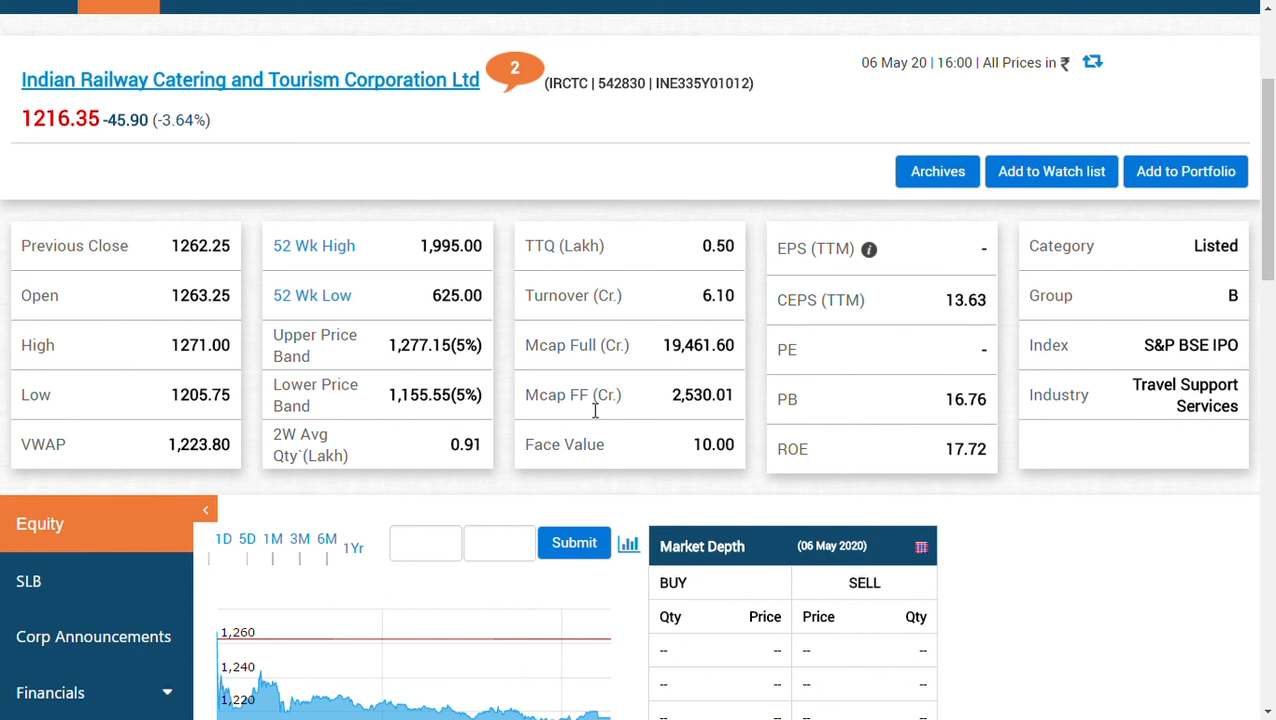 Indian Railway Catering and Tourism Corporation Ltd
2
(IRCTC | 542830 | INE335Y01012)
06 May 20 | 16:00 | All Prices in ₹
1216.35 -45.90 (-3.64%)
Archives
Add to Watch list
Add to Portfolio
Previous Close 1262.25
Open 1263.25
High 1271.00
Low 1205.75
VWAP 1,223.80
52 Wk High 1,995.00
52 Wk Low 625.00
Upper Price
Band 1,277.15(5%)
Lower Price
Band 1,155.55(5%)
2W Avg
Qty`(Lakh) 0.91
TTQ (Lakh) 0.50
Turnover (Cr.) 6.10
Mcap Full (Cr.) 19,461.60
Mcap FF (Cr.) 2,530.01
Face Value 10.00
EPS (TTM) i -
CEPS (TTM) 13.63
PE -
PB 16.76
ROE 17.72
Category Listed
Group B
Index S&P BSE IPO
Industry Travel Support
Services
Equity
SLB
Corp Announcements
Financials
1D 5D 1M 3M 6M 1Yr
Submit
1,260
1,240
1,220
Market Depth (06 May 2020)
BUY SELL
Qty Price Price Qty
-- -- -- --
-- -- -- --
-- -- -- --